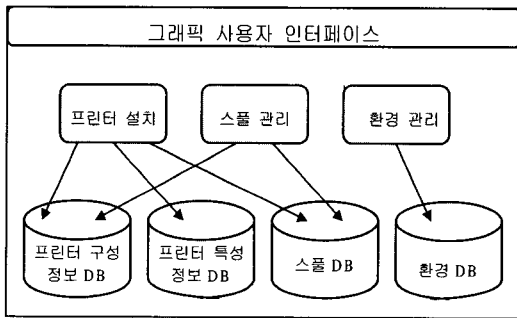 그래픽 사용자 인터페이스
프린터 설치
스풀 관리
환경 관리
프린터 구성
정보 DB
프린터 특성
정보 DB
스풀 DB
환경 DB